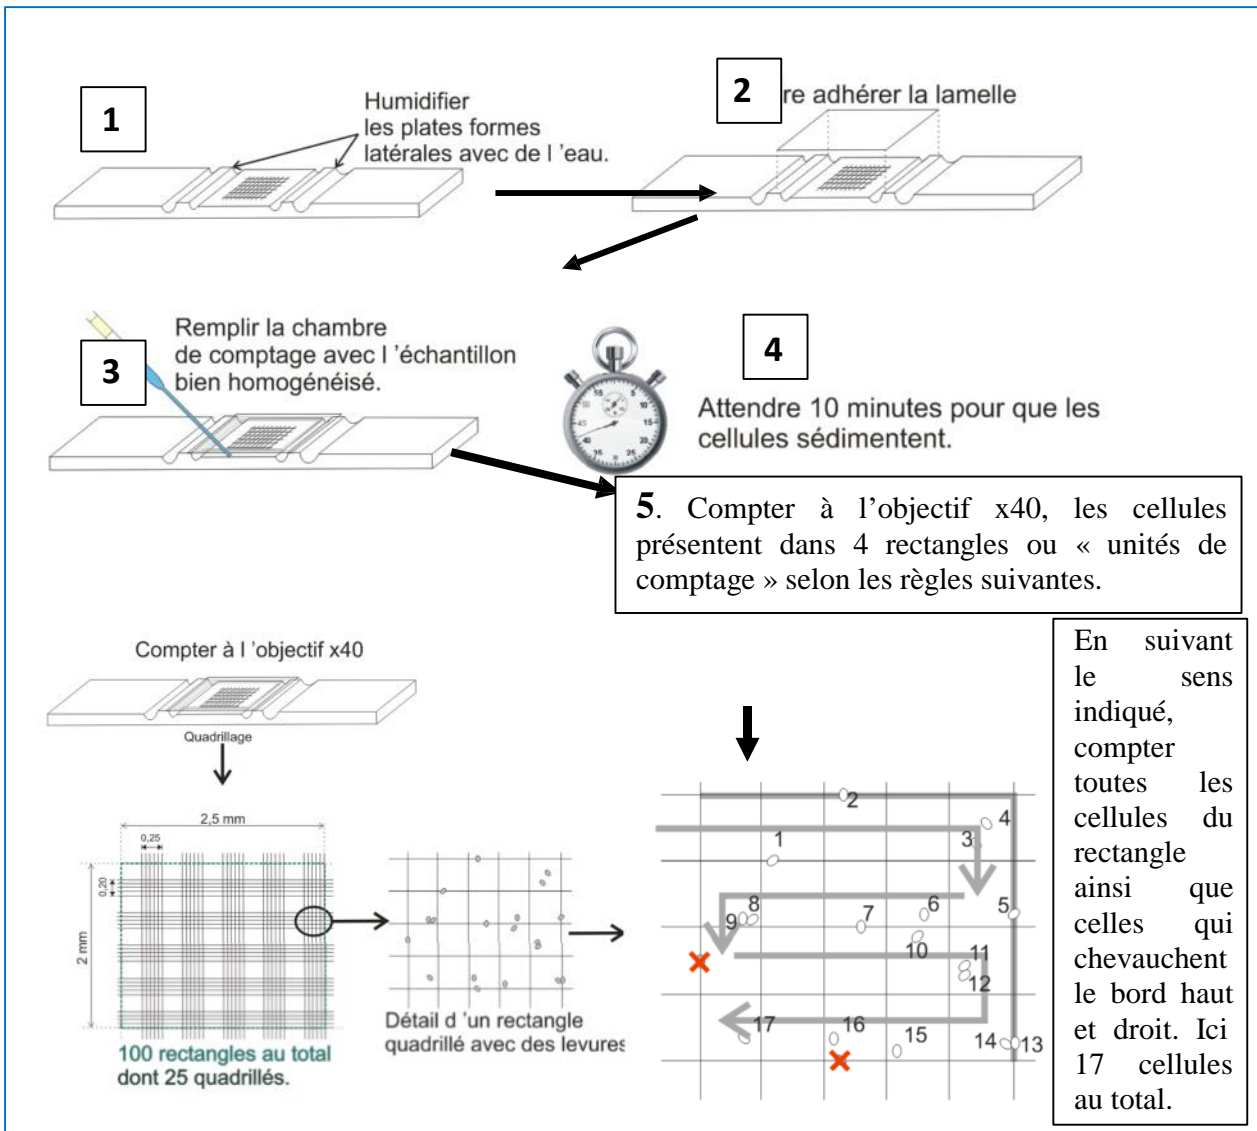 1
Humidifier
les plates formes
latérales avec de l ’eau.
2
re adhérer la lamelle
3
Remplir la chambre
de comptage avec l ’échantillon
bien homogénéisé.
4
Attendre 10 minutes pour que les
cellules sédimentent.
5. Compter à l’objectif x40, les cellules
présentent dans 4 rectangles ou « unités de
comptage » selon les règles suivantes.
Compter à l ’objectif x40
Quadrillage
2,5 mm
0,25
0,20
2 mm
100 rectangles au total
dont 25 quadrillés.
Détail d ’un rectangle
quadrillé avec des levures
2
4
1
3
8
6
5
9
7
10
11
12
17
16
15
14
13
En suivant
le sens
indiqué,
compter
toutes les
cellules du
rectangle
ainsi que
celles qui
chevauchent
le bord haut
et droit. Ici
17 cellules
au total.